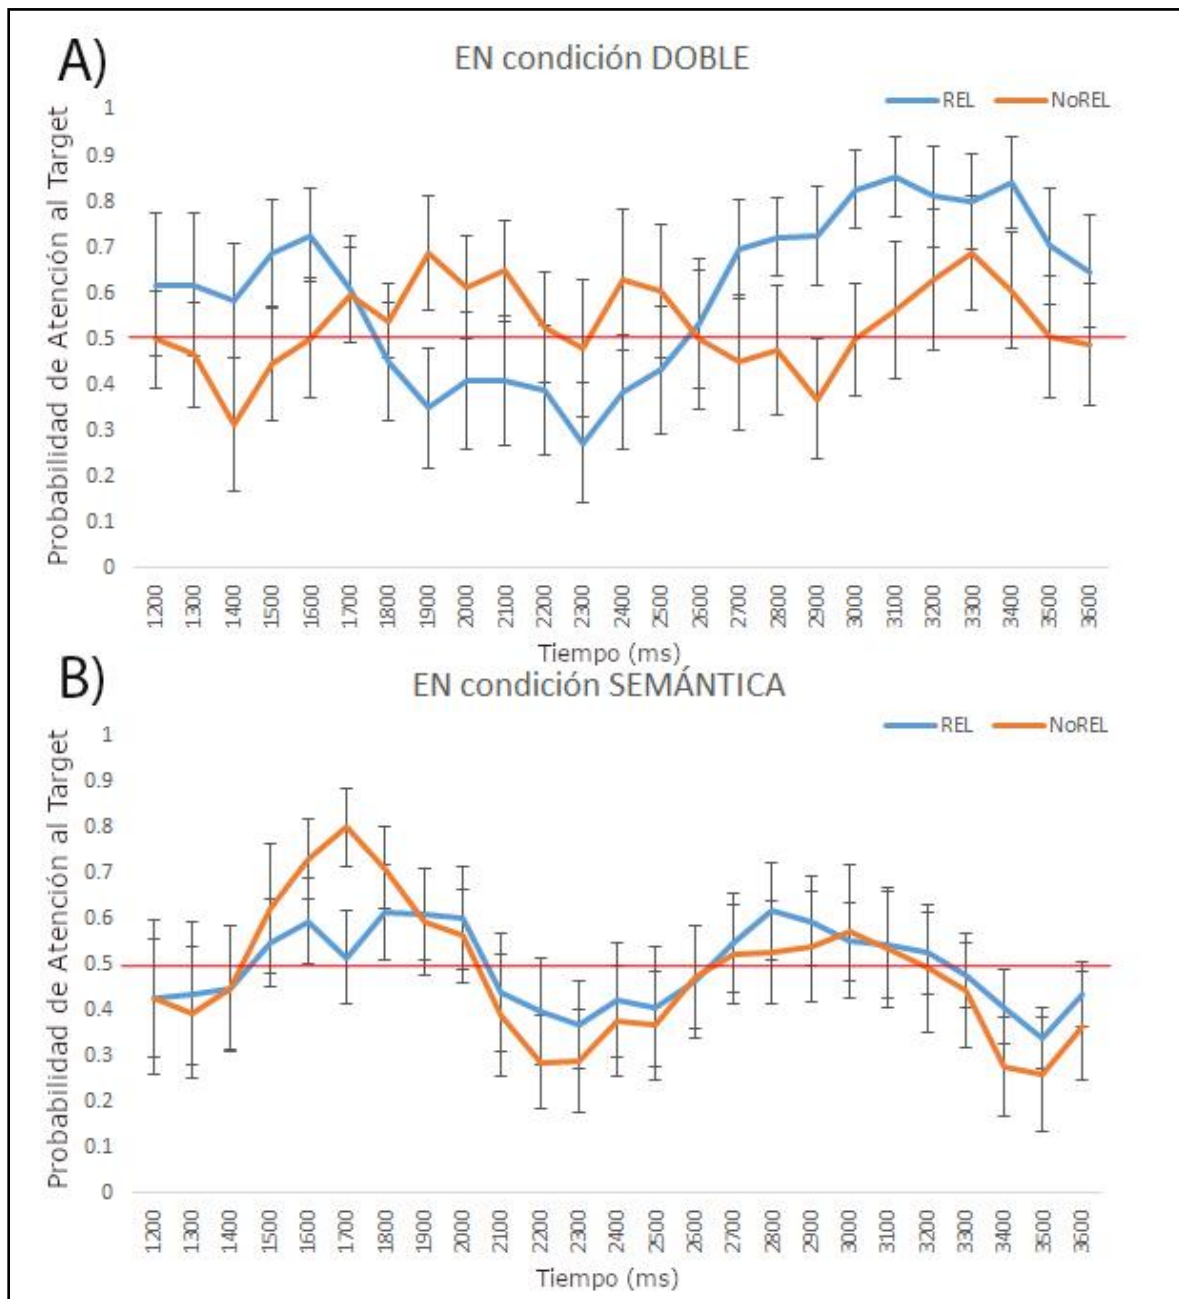 A)
EN condición DOBLE
REL NoREL
Probabilidad de Atención al Target
1
0.9
0.8
0.7
0.6
0.5
0.4
0.3
0.2
0.1
0
1200 1300 1400 1500 1600 1700 1800 1900 2000 2100 2200 2300 2400 2500 2600 2700 2800 2900 3000 3100 3200 3300 3400 3500 3600
Tiempo (ms)
B)
EN condición SEMÁNTICA
REL NoREL
Probabilidad de Atención al Target
1
0.9
0.8
0.7
0.6
0.5
0.4
0.3
0.2
0.1
0
1200 1300 1400 1500 1600 1700 1800 1900 2000 2100 2200 2300 2400 2500 2600 2700 2800 2900 3000 3100 3200 3300 3400 3500 3600
Tiempo (ms)